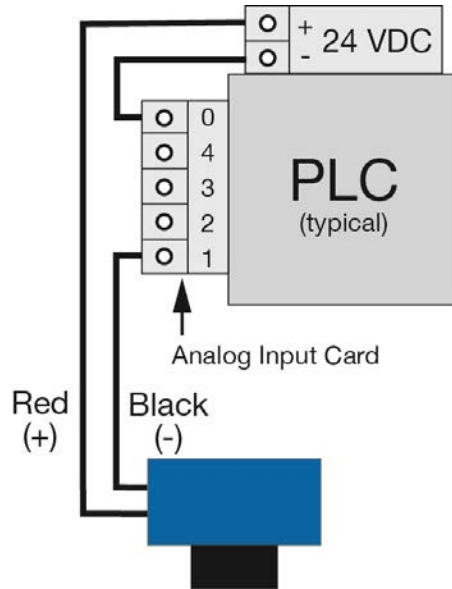 +
- 24 VDC
0
4
3
2
1
PLC
(typical)
Analog Input Card
Red
(+)
Black
(-)